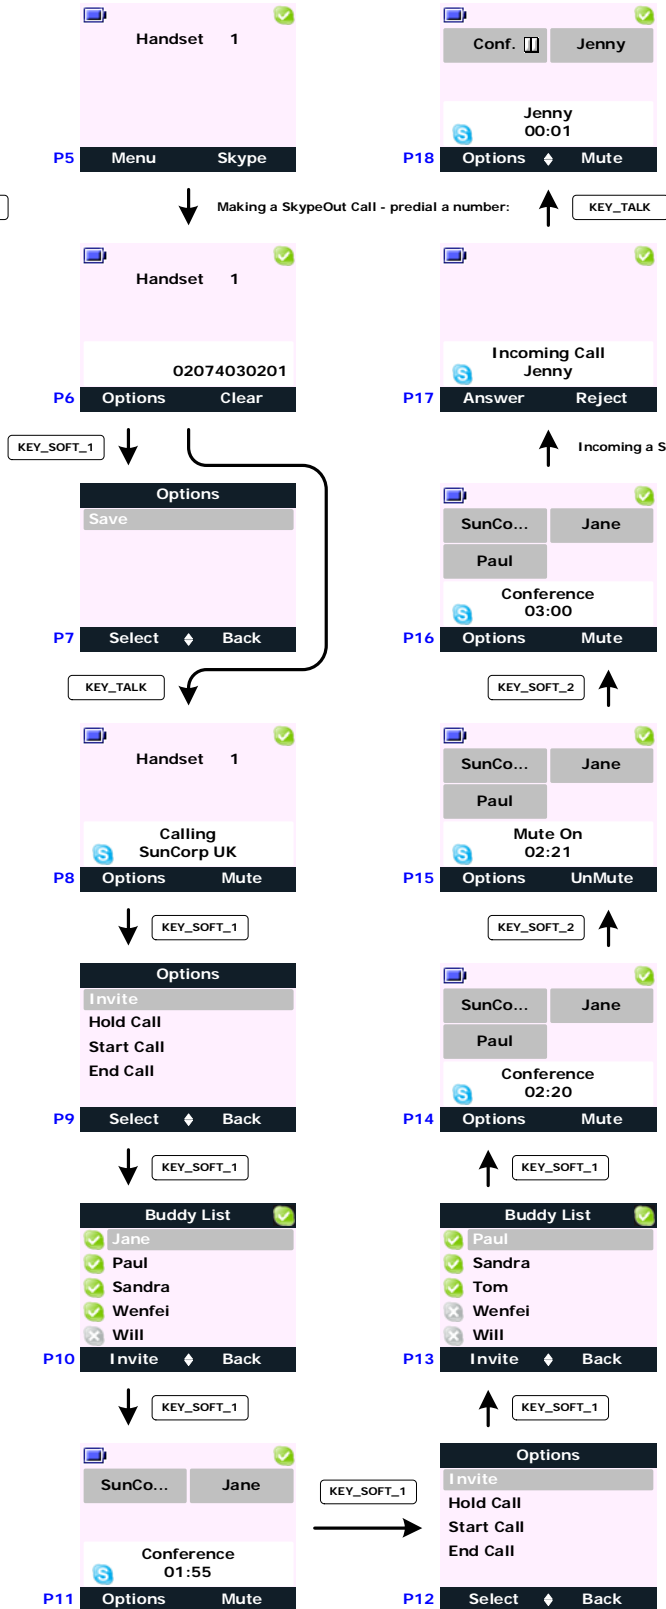 Handset 1
P5 Menu Skype
Making a SkypeOut Call - predial a number:
Handset 1
02074030201
P6 Options Clear
KEY_SOFT_1
Options
Save
P7 Select Back
KEY_TALK
Handset 1
Calling
SunCorp UK
P8 Options Mute
KEY_SOFT_1
Options
Invite
Hold Call
Start Call
End Call
P9 Select Back
KEY_SOFT_1
Buddy List
Jane
Paul
Sandra
Wenfei
Will
P10 Invite Back
KEY_SOFT_1
SunCo... Jane
Conference
01:55
P11 Options Mute
KEY_SOFT_1
Options
Invite
Hold Call
Start Call
End Call
P12 Select Back
KEY_SOFT_1
Buddy List
Paul
Sandra
Tom
Wenfei
Will
P13 Invite Back
KEY_SOFT_1
SunCo... Jane
Paul
Conference
02:20
P14 Options Mute
KEY_SOFT_2
SunCo... Jane
Paul
Mute On
02:21
P15 Options UnMute
KEY_SOFT_2
SunCo... Jane
Paul
Conference
03:00
P16 Options Mute
Incoming a S
Incoming Call
Jenny
P17 Answer Reject
KEY_TALK
Conf. Jenny
Jenny
00:01
P18 Options Mute